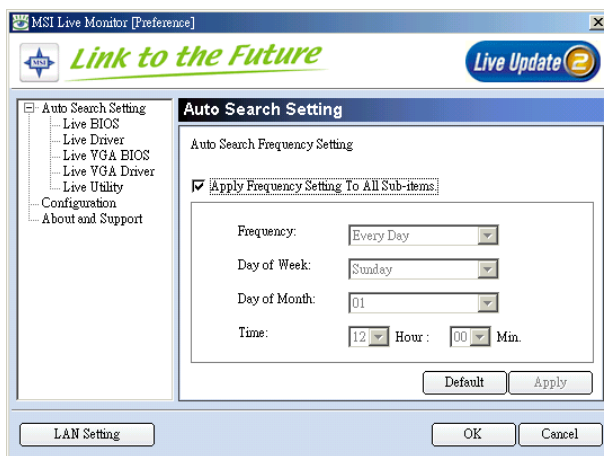 MSI Live Monitor [Preference]
MSI
Link to the Future
Live Update 2
Auto Search Setting
Live BIOS
Live Driver
Live VGA BIOS
Live VGA Driver
Live Utility
Configuration
About and Support
Auto Search Setting
Auto Search Frequency Setting
Apply Frequency Setting To All Sub-items.
Frequency: Every Day
Day of Week: Sunday
Day of Month: 01
Time: 12 Hour : 00 Min.
Default Apply
LAN Setting OK Cancel